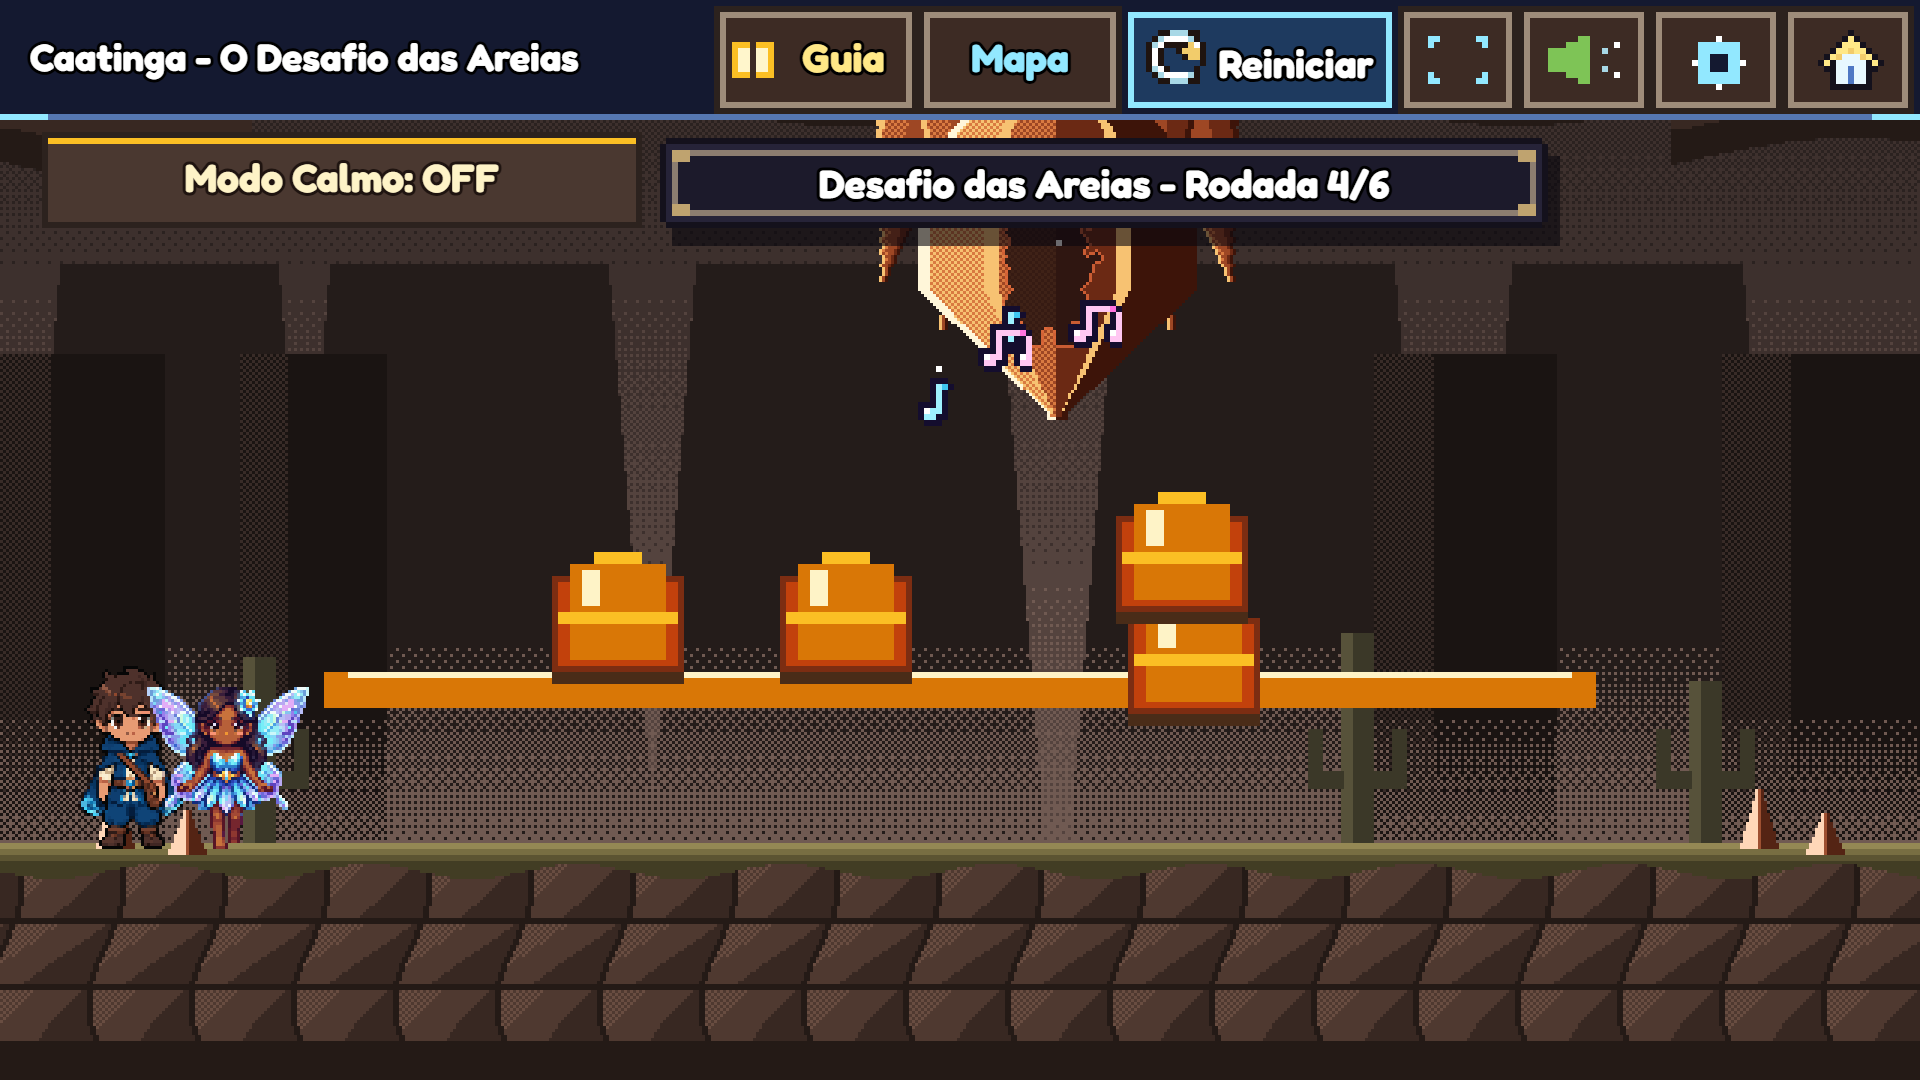 Caatinga - O Desafio das Areias
Guia
Mapa
Reiniciar
Modo Calmo: OFF
Desafio das Areias - Rodada 4/6